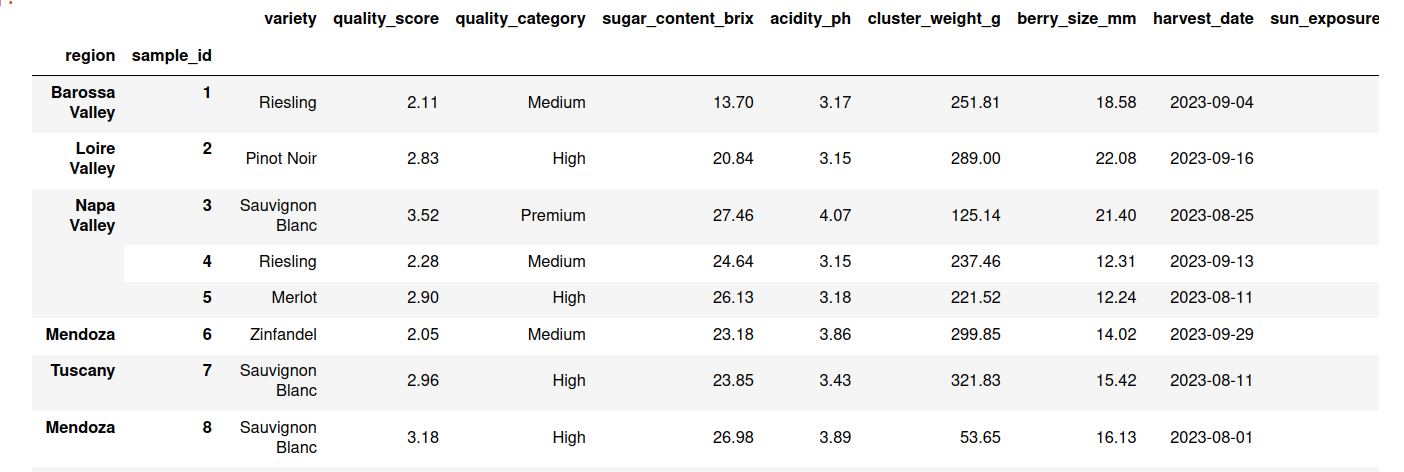 variety quality_score quality_category sugar_content_brix acidity_ph cluster_weight_g berry_size_mm harvest_date sun_exposure
region sample_id
Barossa Valley 1 Riesling 2.11 Medium 13.70 3.17 251.81 18.58 2023-09-04
Loire Valley 2 Pinot Noir 2.83 High 20.84 3.15 289.00 22.08 2023-09-16
Napa Valley 3 Sauvignon Blanc 3.52 Premium 27.46 4.07 125.14 21.40 2023-08-25
4 Riesling 2.28 Medium 24.64 3.15 237.46 12.31 2023-09-13
5 Merlot 2.90 High 26.13 3.18 221.52 12.24 2023-08-11
Mendoza 6 Zinfandel 2.05 Medium 23.18 3.86 299.85 14.02 2023-09-29
Tuscany 7 Sauvignon Blanc 2.96 High 23.85 3.43 321.83 15.42 2023-08-11
Mendoza 8 Sauvignon Blanc 3.18 High 26.98 3.89 53.65 16.13 2023-08-01